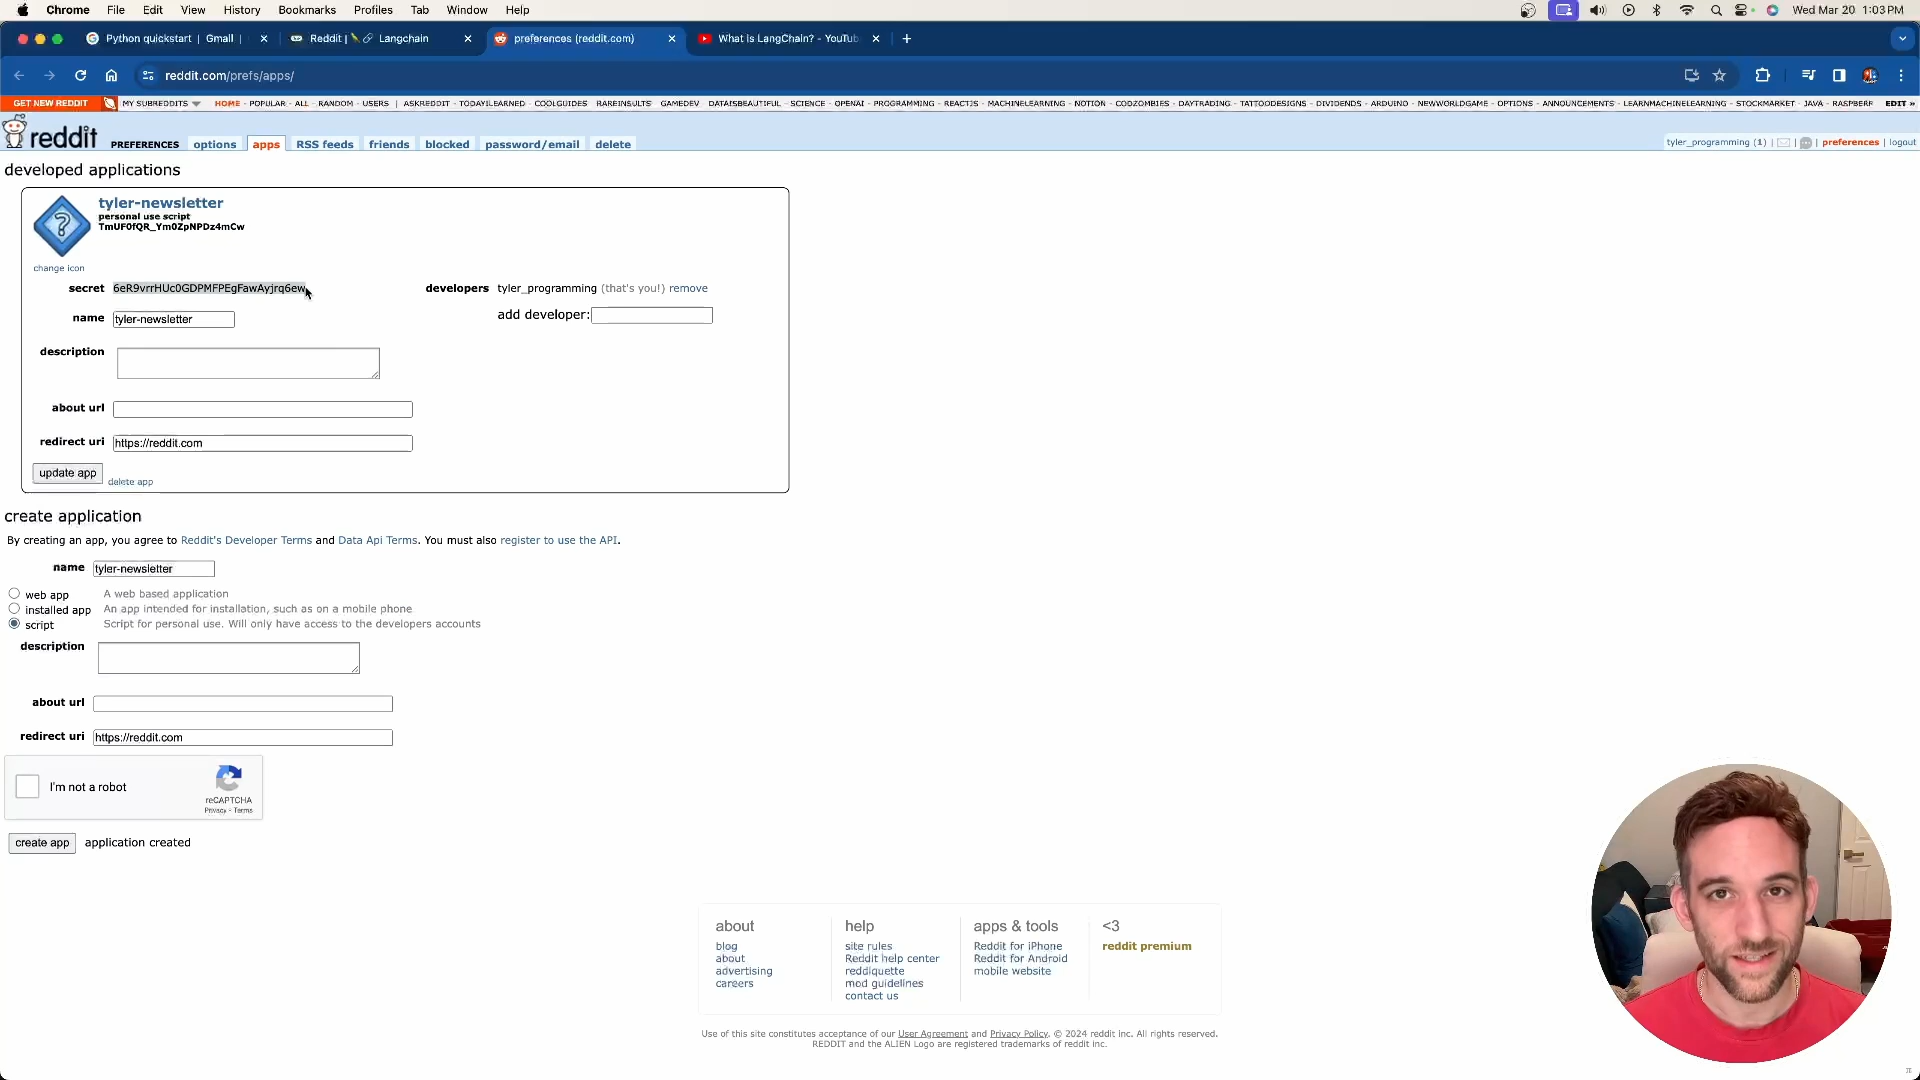 Chrome File Edit View History Bookmarks Profiles Tab Window Help Wed Mar 20 1:03 PM
Python quickstart | Gmail | Reddit | Langchain preferences (reddit.com) What is LangChain? - YouTub
reddit.com/prefs/apps/
GET NEW REDDIT MY SUBREDDITS HOME - POPULAR - ALL - RANDOM - USERS | ASKREDDIT - TODAYILEARNED - COOLGUIDES - RAREINSULTS - GAMEDEV - DATAISBEAUTIFUL - SCIENCE - OPENAI - PROGRAMMING - REACTJS - MACHINELEARNING - NOTION - CODZOMBIES - DAYTRADING - TATTOODESIGNS - DIVIDENDS - ARDUINO - NEWWORLDGAME - OPTIONS - ANNOUNCEMENTS - LEARNMACHINELEARNING - STOCKMARKET - JAVA - RASPBERR EDIT »
reddit PREFERENCES options apps RSS feeds friends blocked password/email delete tyler_programming (1) | preferences | logout
developed applications
tyler-newsletter
personal use script
TmUF0fQR_Ym0ZpNPDz4mCw
change icon
secret 6eR9vrrHUc0GDPMFPEgFawAyjrq6ew developers tyler_programming (that's you!) remove
name tyler-newsletter add developer:
description
about url
redirect uri https://reddit.com
update app delete app
create application
By creating an app, you agree to Reddit's Developer Terms and Data Api Terms. You must also register to use the API.
name tyler-newsletter
web app A web based application
installed app An app intended for installation, such as on a mobile phone
script Script for personal use. Will only have access to the developers accounts
description
about url
redirect uri https://reddit.com
I'm not a robot
reCAPTCHA
Privacy - Terms
create app application created
about help apps & tools <3
blog site rules Reddit for iPhone reddit premium
about Reddit help center Reddit for Android
advertising reddiquette mobile website
careers mod guidelines
contact us
Use of this site constitutes acceptance of our User Agreement and Privacy Policy. © 2024 reddit inc. All rights reserved.
REDDIT and the ALIEN Logo are registered trademarks of reddit inc.
π